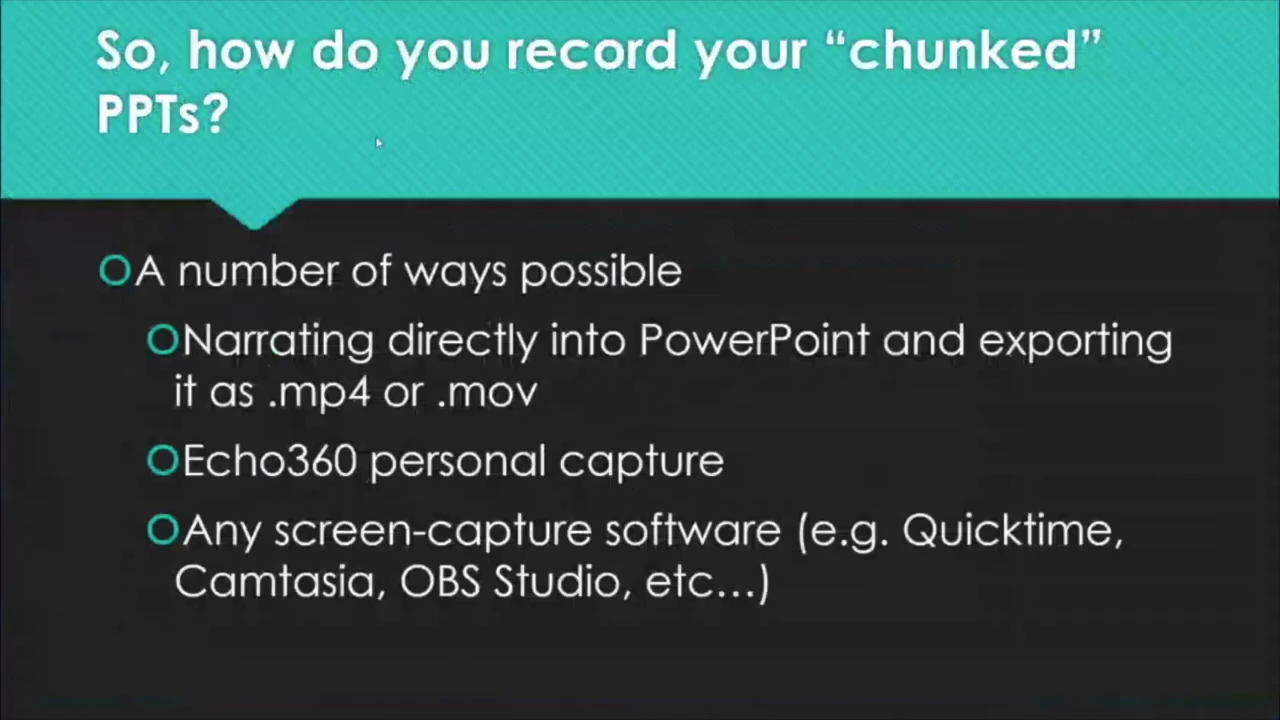 So, how do you record your “chunked”
PPTs?
A number of ways possible
Narrating directly into PowerPoint and exporting
it as .mp4 or .mov
Echo360 personal capture
Any screen-capture software (e.g. Quicktime,
Camtasia, OBS Studio, etc...)